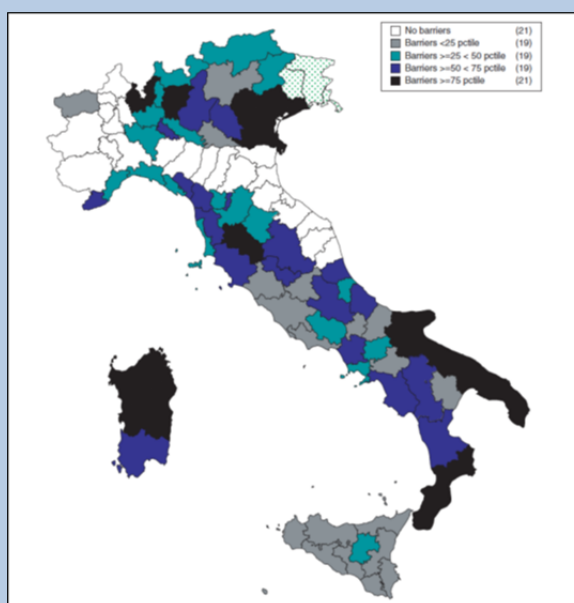 No barriers (21)
Barriers <25 pctile (19)
Barriers >=25 < 50 pctile (19)
Barriers >=50 < 75 pctile (19)
Barriers >=75 pctile (21)